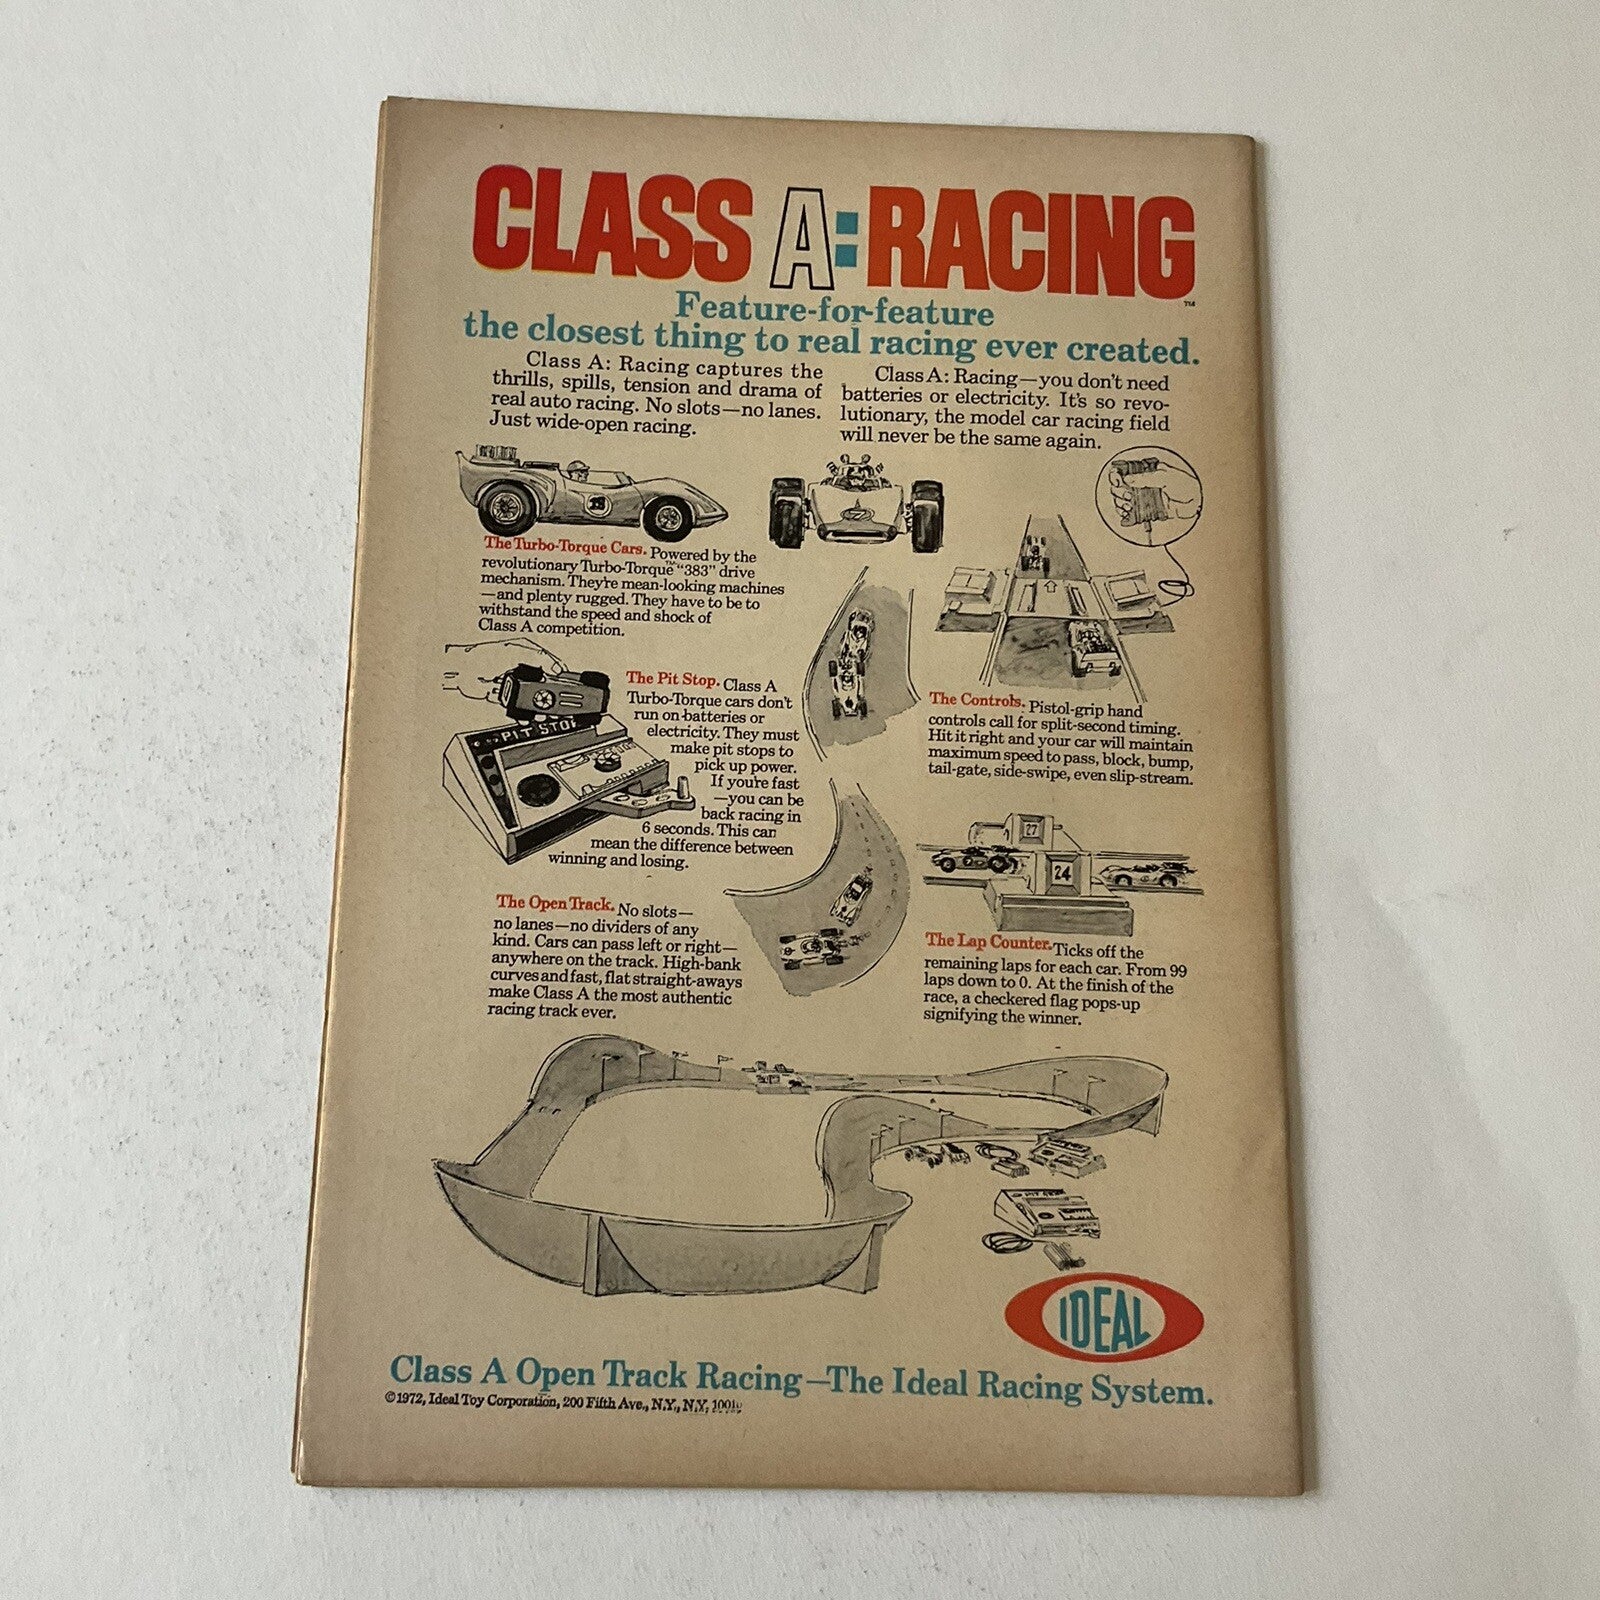 CLASS A: RACING
TM
Feature-for-feature
the closest thing to real racing ever created.
Class A: Racing captures the
thrills, spills, tension and drama of
real auto racing. No slots—no lanes.
Just wide-open racing.
Class A: Racing—you don't need
batteries or electricity. It's so revo-
lutionary, the model car racing field
will never be the same again.
The Turbo-Torque Cars. Powered by the
revolutionary Turbo-Torque™ "383" drive
mechanism. They're mean-looking machines
—and plenty rugged. They have to be to
withstand the speed and shock of
Class A competition.
PIT STOP
The Pit Stop. Class A
Turbo-Torque cars don't
run on batteries or
electricity. They must
make pit stops to
pick up power.
If you're fast
—you can be
back racing in
6 seconds. This can
mean the difference between
winning and losing.
The Controls. Pistol-grip hand
controls call for split-second timing.
Hit it right and your car will maintain
maximum speed to pass, block, bump,
tail-gate, side-swipe, even slip-stream.
27
24
The Open Track. No slots—
no lanes—no dividers of any
kind. Cars can pass left or right—
anywhere on the track. High-bank
curves and fast, flat straight-aways
make Class A the most authentic
racing track ever.
The Lap Counter. Ticks off the
remaining laps for each car. From 99
laps down to 0. At the finish of the
race, a checkered flag pops-up
signifying the winner.
PIT STOP
IDEAL
Class A Open Track Racing—The Ideal Racing System.
©1972, Ideal Toy Corporation, 200 Fifth Ave., N.Y., N.Y.